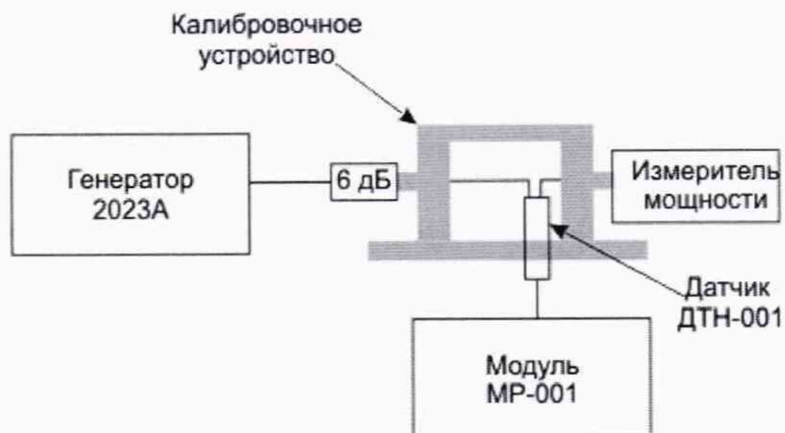 Калибровочное
устройство
Генератор
2023А
6 дБ
Измеритель
мощности
Датчик
ДТН-001
Модуль
МР-001